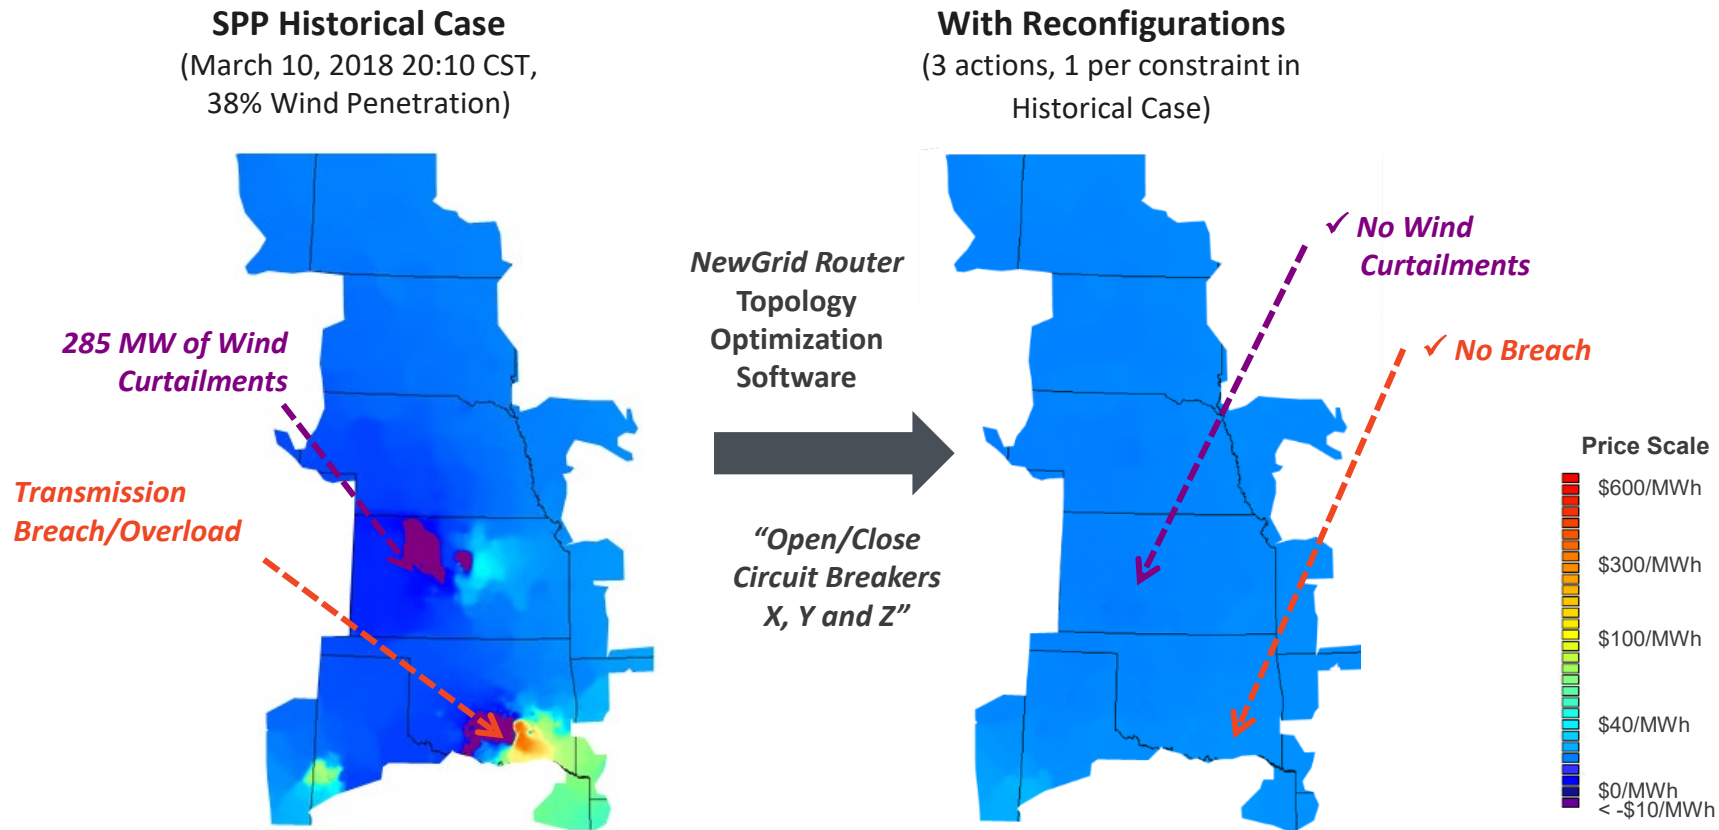 SPP Historical Case
(March 10, 2018 20:10 CST,
38% Wind Penetration)
With Reconfigurations
(3 actions, 1 per constraint in
Historical Case)
285 MW of Wind
Curtailments
Transmission
Breach/Overload
NewGrid Router
Topology
Optimization
Software
“Open/Close
Circuit Breakers
X, Y and Z”
✓ No Wind
Curtailments
✓ No Breach
Price Scale
$600/MWh
$300/MWh
$100/MWh
$40/MWh
$0/MWh
< -$10/MWh